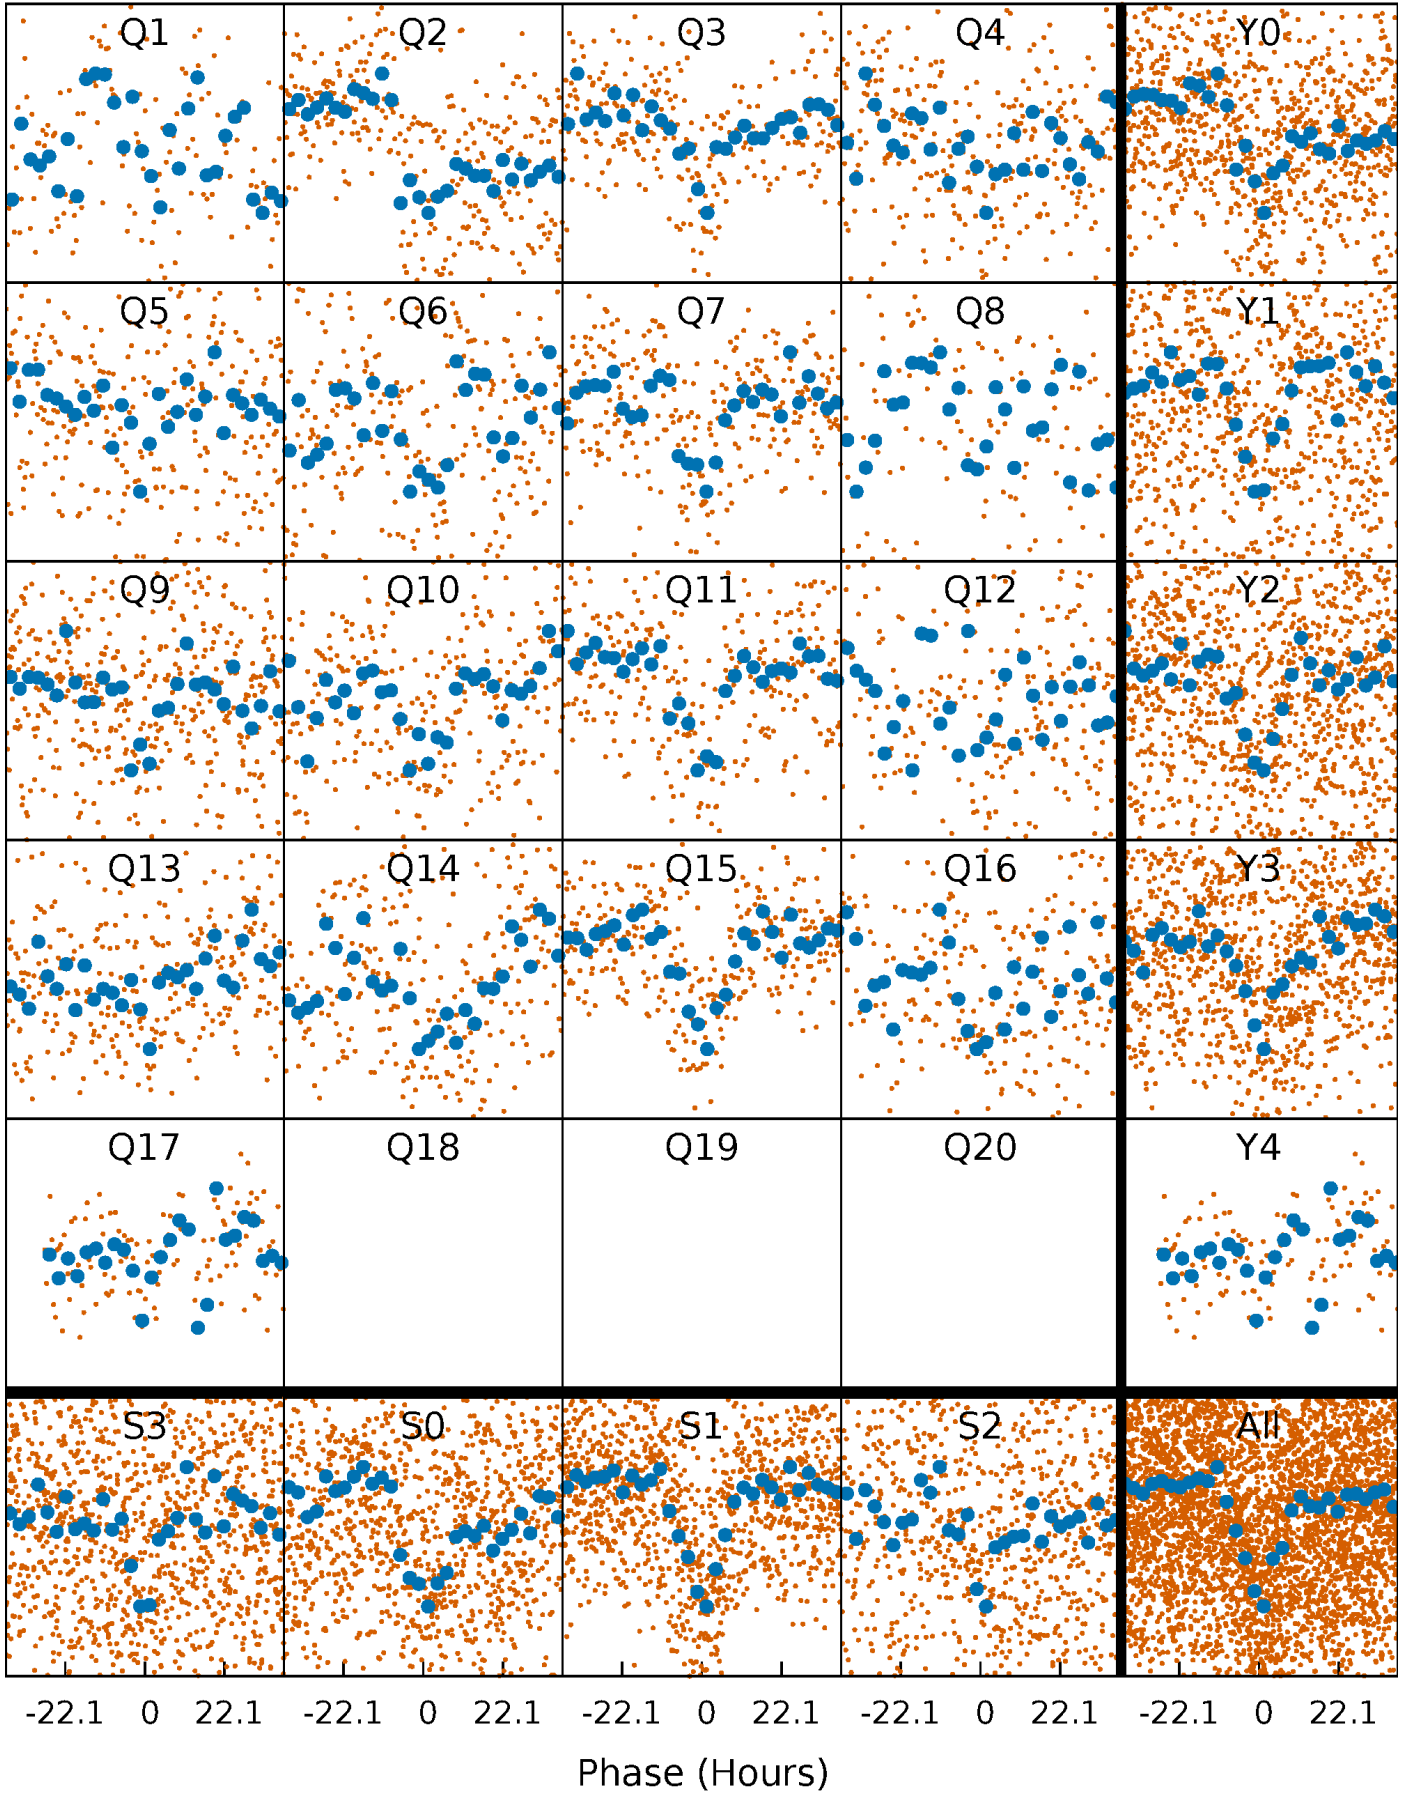 Q1 Q2 Q3 Q4 Y0
Q5 Q6 Q7 Q8 Y1
Q9 Q10 Q11 Q12 Y2
Q13 Q14 Q15 Q16 Y3
Q17 Q18 Q19 Q20 Y4
S3 S0 S1 S2 All
-22.1 0 22.1 -22.1 0 22.1 -22.1 0 22.1 -22.1 0 22.1 -22.1 0 22.1
Phase (Hours)